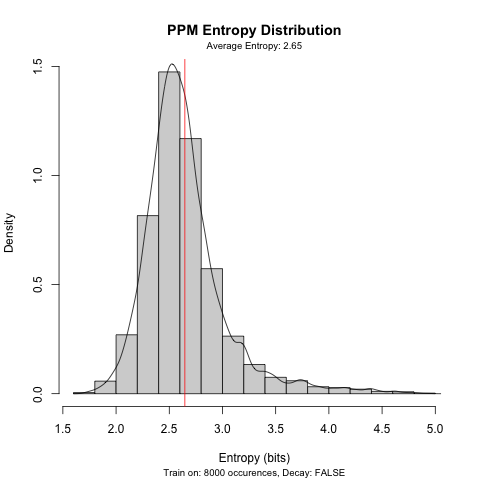 PPM Entropy Distribution
Average Entropy: 2.65
1.5
1.0
0.5
0.0
Density
1.5 2.0 2.5 3.0 3.5 4.0 4.5 5.0
Entropy (bits)
Train on: 8000 occurences, Decay: FALSE